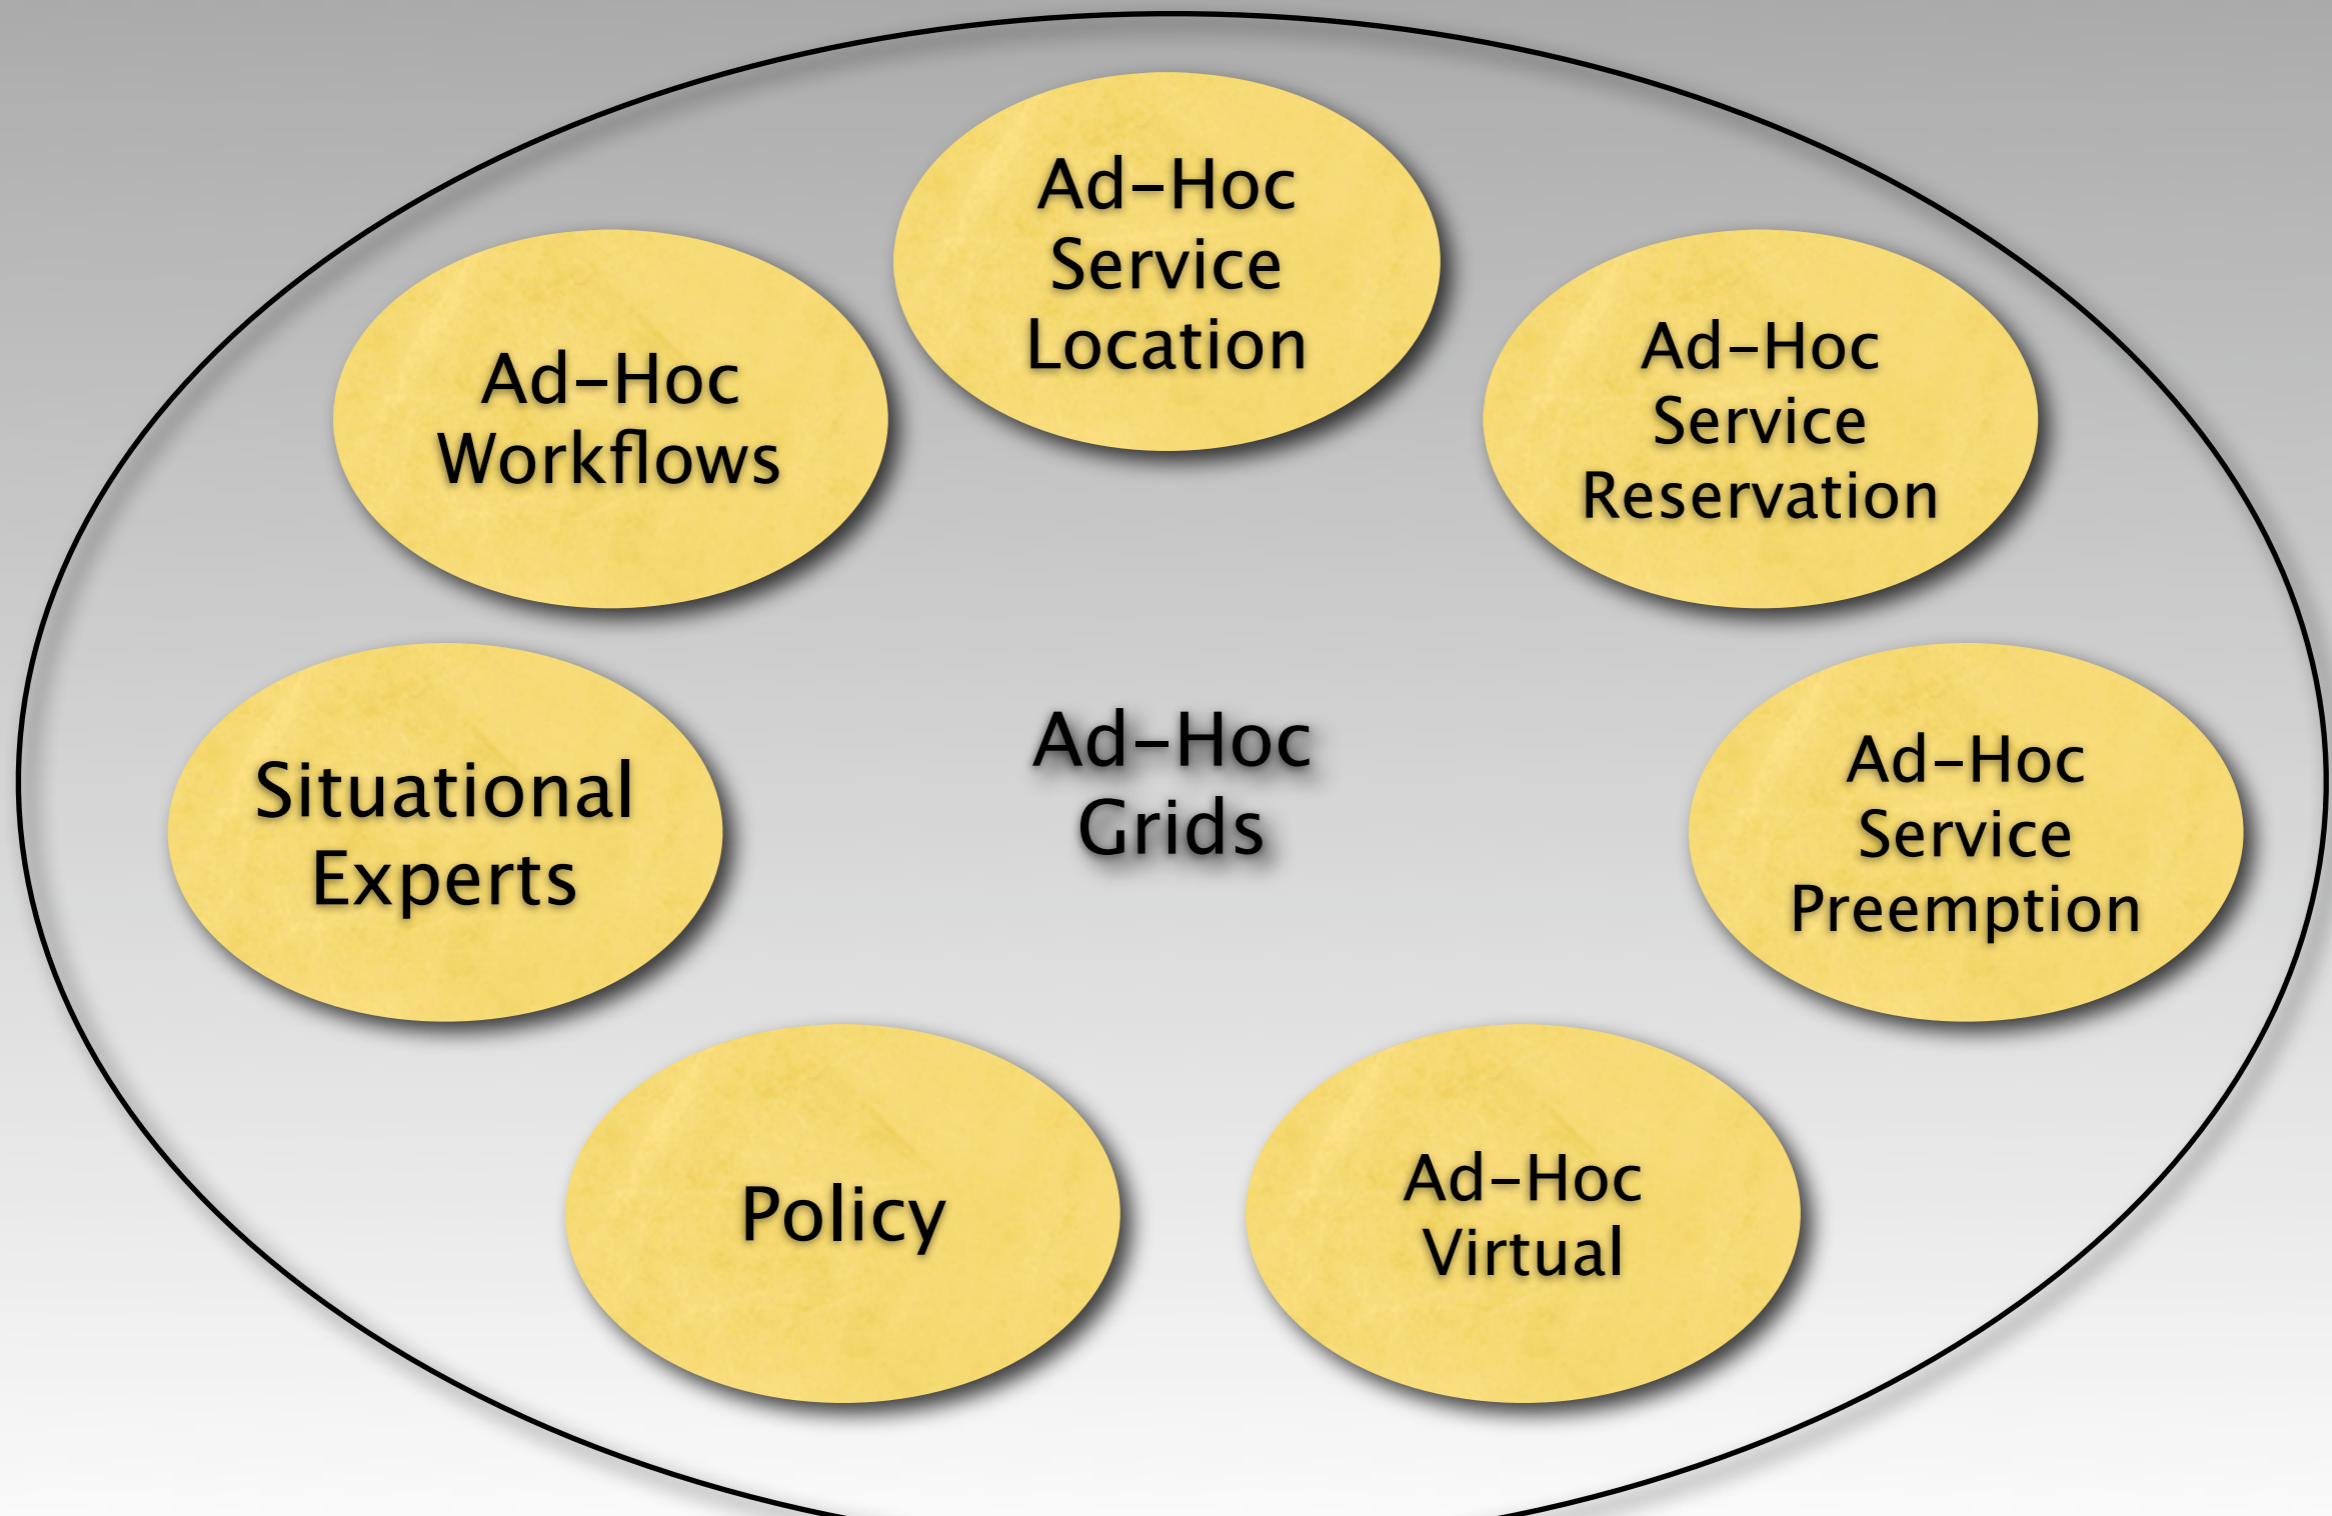 Ad-Hoc
Service
Location
Ad-Hoc
Workflows
Ad-Hoc
Service
Reservation
Situational
Experts
Ad-Hoc
Grids
Ad-Hoc
Service
Preemption
Policy
Ad-Hoc
Virtual